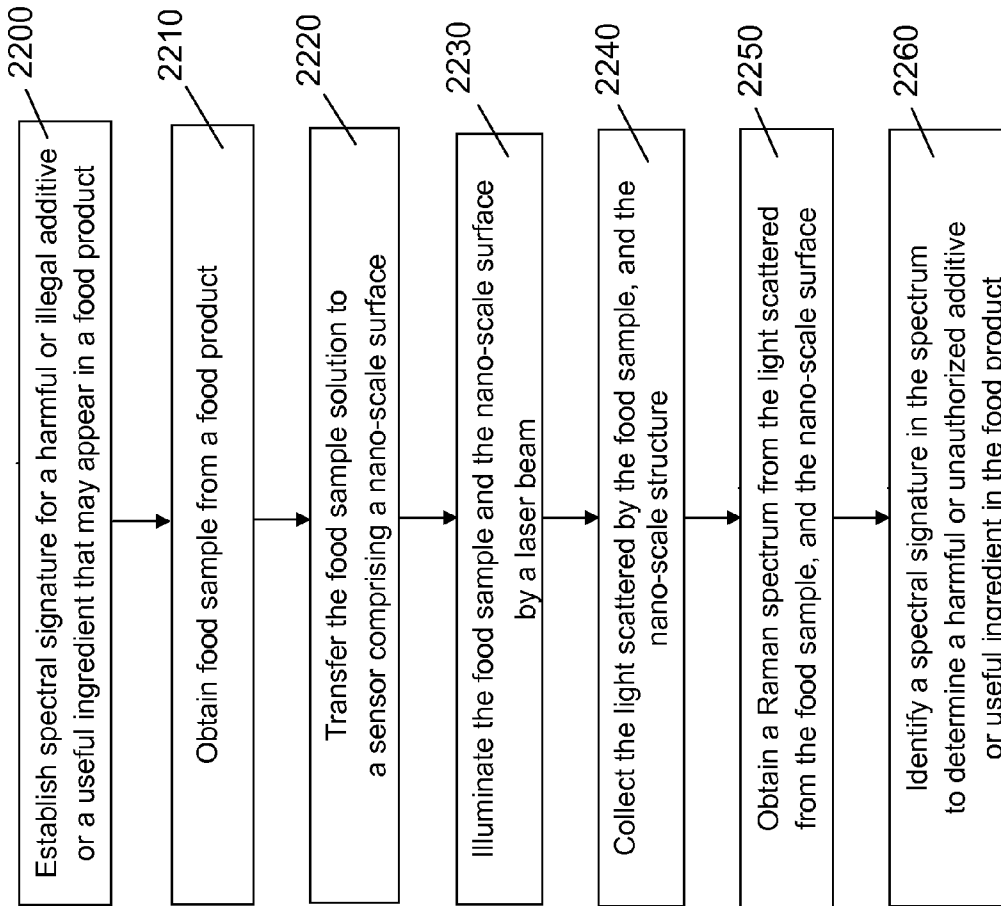 2200
Establish spectral signature for a harmful or illegal additive
or a useful ingredient that may appear in a food product
2210
Obtain food sample from a food product
2220
Transfer the food sample solution to
a sensor comprising a nano-scale surface
2230
Illuminate the food sample and the nano-scale surface
by a laser beam
2240
Collect the light scattered by the food sample, and the
nano-scale structure
2250
Obtain a Raman spectrum from the light scattered
from the food sample, and the nano-scale surface
2260
Identify a spectral signature in the spectrum
to determine a harmful or unauthorized additive
or useful ingredient in the food product